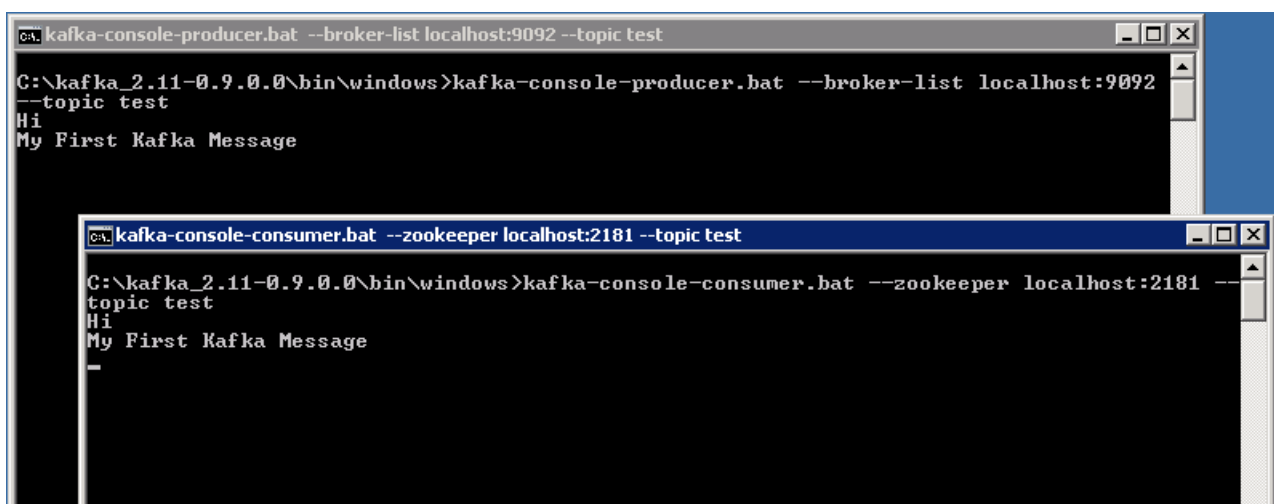 kafka-console-producer.bat --broker-list localhost:9092 --topic test
C:\kafka_2.11-0.9.0.0\bin\windows>kafka-console-producer.bat --broker-list localhost:9092
--topic test
Hi
My First Kafka Message
kafka-console-consumer.bat --zookeeper localhost:2181 --topic test
C:\kafka_2.11-0.9.0.0\bin\windows>kafka-console-consumer.bat --zookeeper localhost:2181 --
topic test
Hi
My First Kafka Message